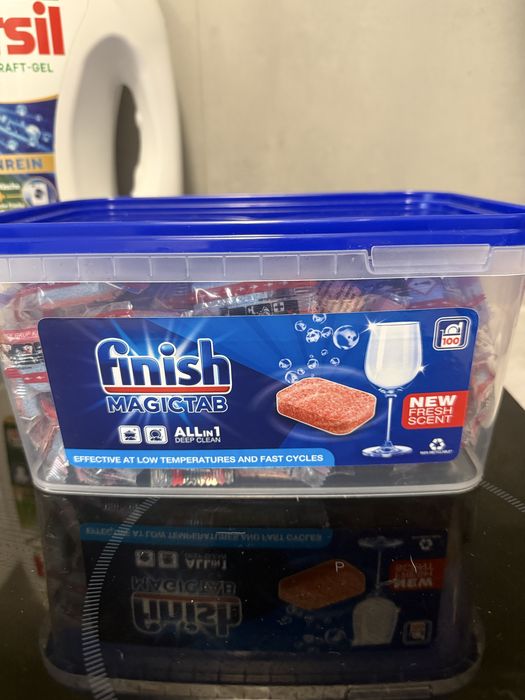 rsil
RAFT-GEL
NREIN
finish
MAGICTAB
ALL IN 1
DEEP CLEAN
EFFECTIVE AT LOW TEMPERATURES AND FAST CYCLES
100
NEW
FRESH
SCENT
P